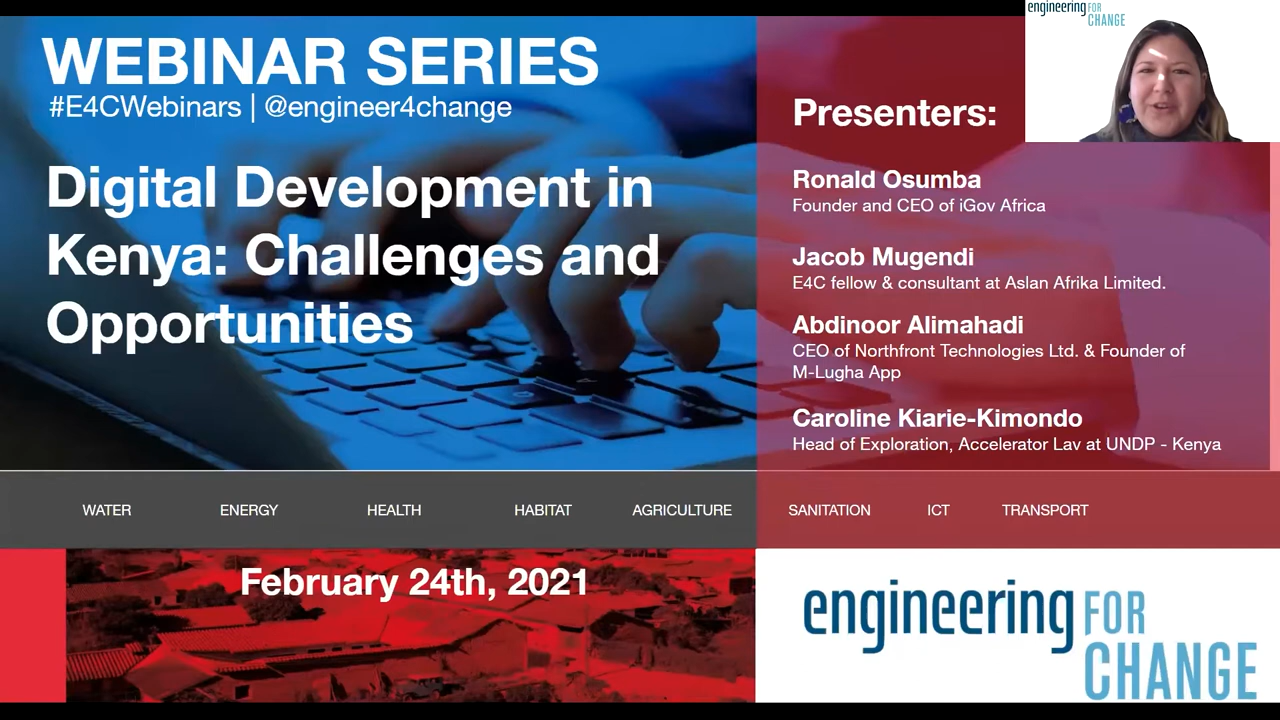 WEBINAR SERIES
#E4CWebinars | @engineer4change
Digital Development in
Kenya: Challenges and
Opportunities
engineering FOR
CHANGE
Presenters:
Ronald Osumba
Founder and CEO of iGov Africa
Jacob Mugendi
E4C fellow & consultant at Aslan Afrika Limited.
Abdinoor Alimahadi
CEO of Northfront Technologies Ltd. & Founder of
M-Lugha App
Caroline Kiarie-Kimondo
Head of Exploration, Accelerator Lav at UNDP - Kenya
WATER ENERGY HEALTH HABITAT AGRICULTURE SANITATION ICT TRANSPORT
February 24th, 2021
engineering FOR
CHANGE